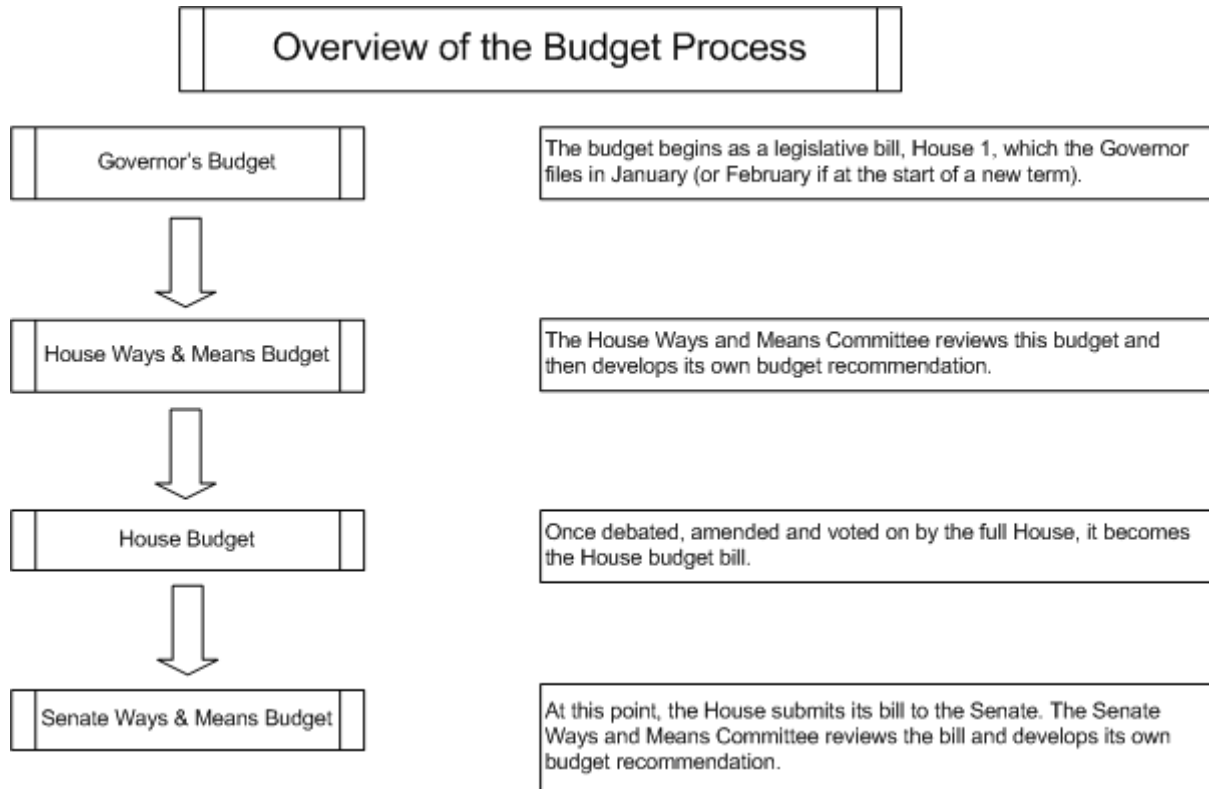 Overview of the Budget Process
Governor's Budget
The budget begins as a legislative bill, House 1, which the Governor
files in January (or February if at the start of a new term).
House Ways & Means Budget
The House Ways and Means Committee reviews this budget and
then develops its own budget recommendation.
House Budget
Once debated, amended and voted on by the full House, it becomes
the House budget bill.
Senate Ways & Means Budget
At this point, the House submits its bill to the Senate. The Senate
Ways and Means Committee reviews the bill and develops its own
budget recommendation.